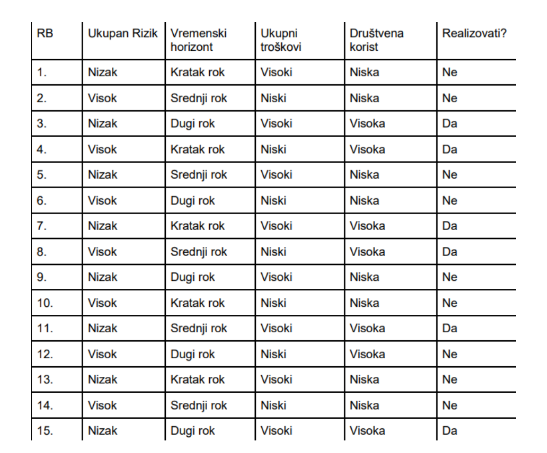 RB Ukupan Rizik Vremenski horizont Ukupni troškovi Društvena korist Realizovati?
1. Nizak Kratak rok Visoki Niska Ne
2. Visok Srednji rok Niski Niska Ne
3. Nizak Dugi rok Visoki Visoka Da
4. Visok Kratak rok Niski Visoka Da
5. Nizak Srednji rok Visoki Niska Ne
6. Visok Dugi rok Niski Niska Ne
7. Nizak Kratak rok Visoki Visoka Da
8. Visok Srednji rok Niski Visoka Da
9. Nizak Dugi rok Visoki Niska Ne
10. Visok Kratak rok Niski Niska Ne
11. Nizak Srednji rok Visoki Visoka Da
12. Visok Dugi rok Niski Visoka Ne
13. Nizak Kratak rok Visoki Niska Ne
14. Visok Srednji rok Niski Niska Ne
15. Nizak Dugi rok Visoki Visoka Da